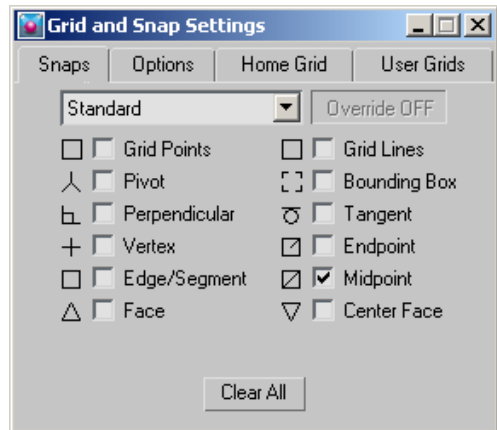 Grid and Snap Settings
Snaps Options Home Grid User Grids
Standard Override OFF
Grid Points Grid Lines
Pivot Bounding Box
Perpendicular Tangent
Vertex Endpoint
Edge/Segment Midpoint
Face Center Face
Clear All